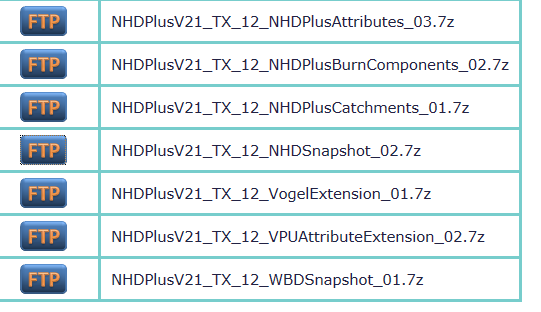 FTP NHDPlusV21_TX_12_NHDPlusAttributes_03.7z
FTP NHDPlusV21_TX_12_NHDPlusBurnComponents_02.7z
FTP NHDPlusV21_TX_12_NHDPlusCatchments_01.7z
FTP NHDPlusV21_TX_12_NHDSnapshot_02.7z
FTP NHDPlusV21_TX_12_VogelExtension_01.7z
FTP NHDPlusV21_TX_12_VPUAttributeExtension_02.7z
FTP NHDPlusV21_TX_12_WBDSnapshot_01.7z